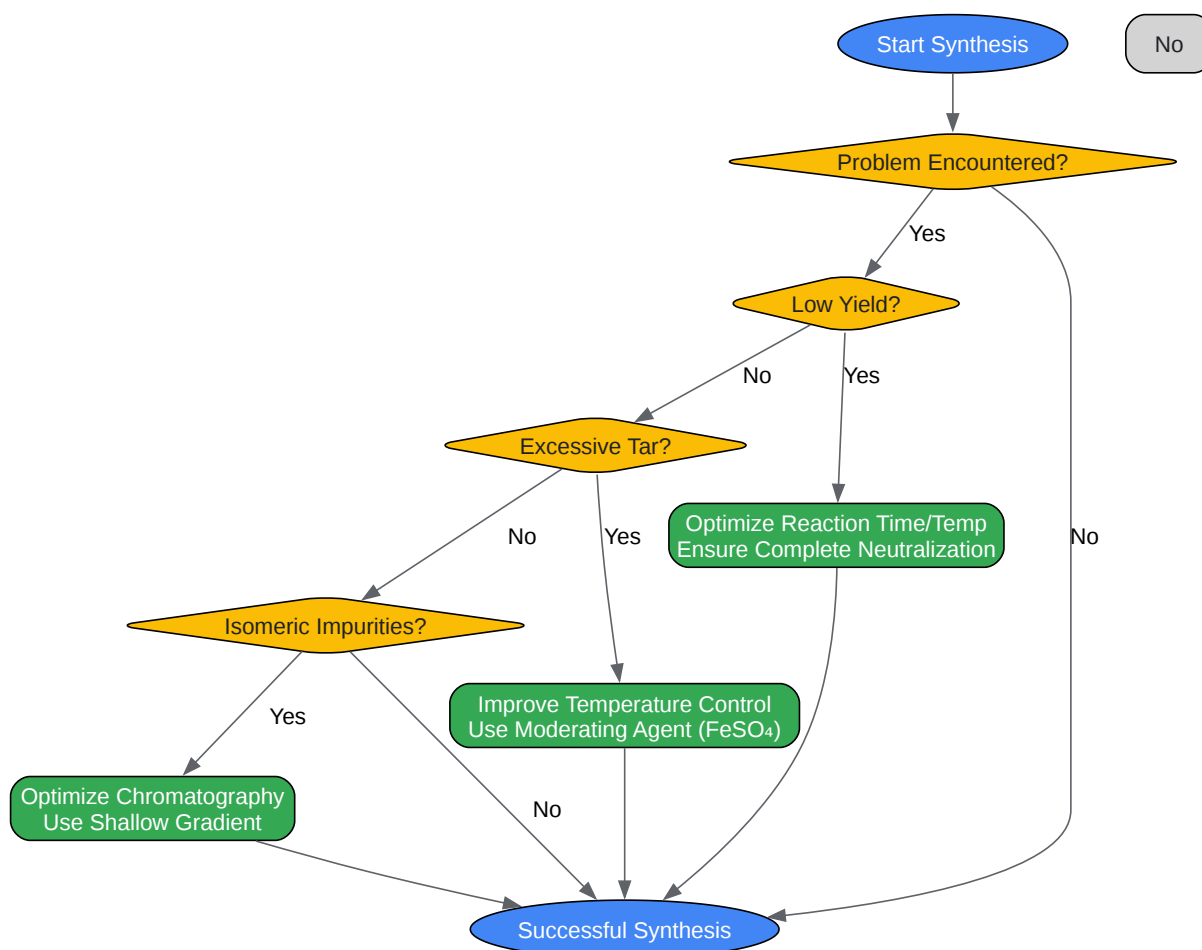 Start Synthesis
No
Problem Encountered?
Yes
Low Yield?
No
Yes
Excessive Tar?
Optimize Reaction Time/Temp
Ensure Complete Neutralization
No
Yes
No
Isomeric Impurities?
Improve Temperature Control
Use Moderating Agent (FeSO₄)
Yes
Optimize Chromatography
Use Shallow Gradient
No
Successful Synthesis